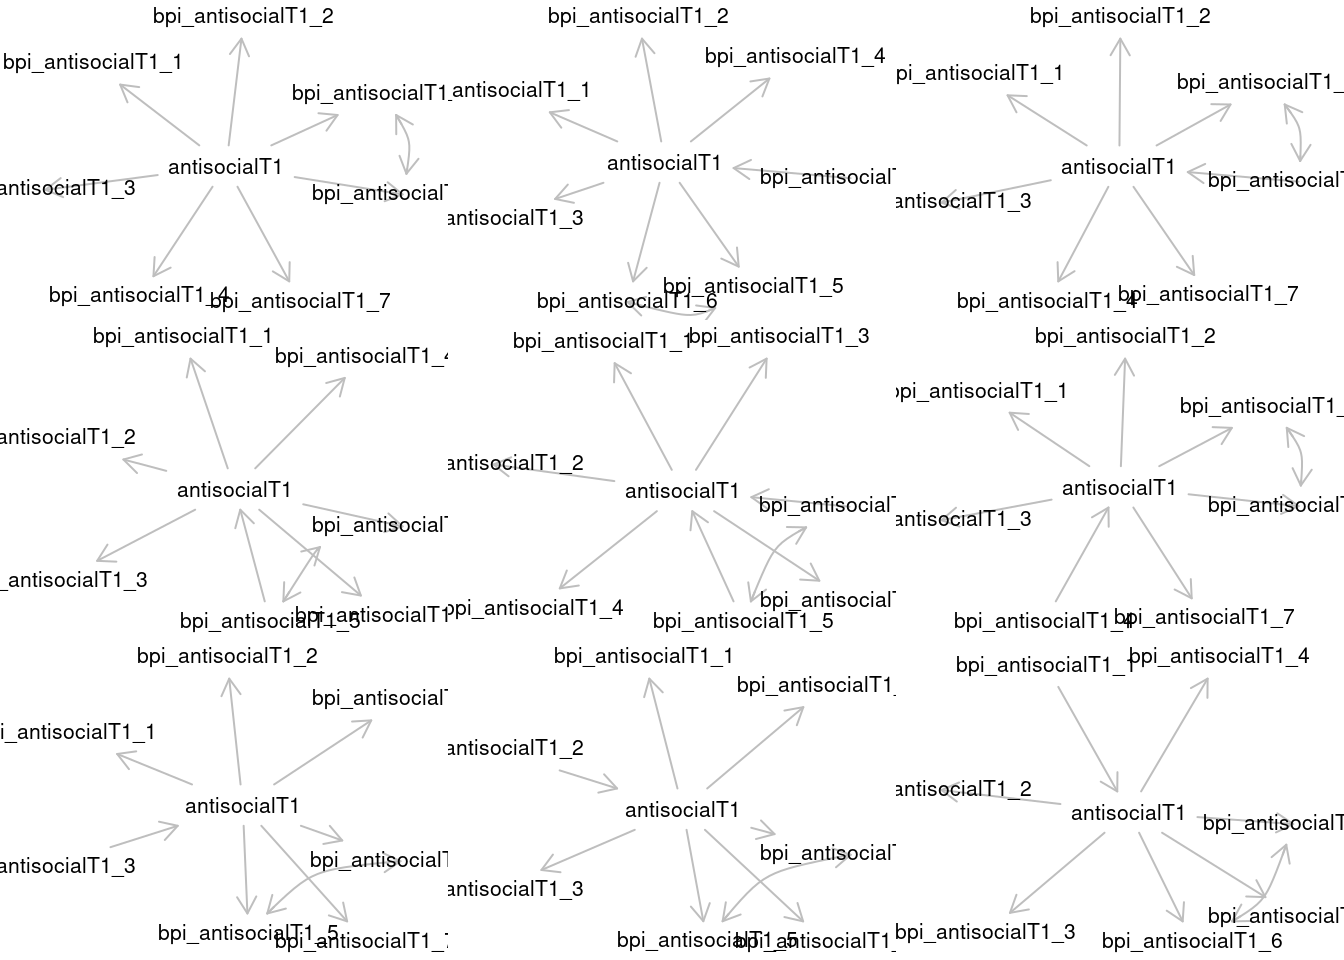 bpi_antisocialT1_2
bpi_antisocialT1_1
bpi_antisocialT1_
antisocialT1
antisocialT1_3
bpi_antisocialT
bpi_antisocialT1_4
bpi_antisocialT1_7
bpi_antisocialT1_2
bpi_antisocialT1_4
antisocialT1_1
antisocialT1
bpi_antisocialT
antisocialT1_3
bpi_antisocialT1_5
bpi_antisocialT1_6
bpi_antisocialT1_2
bpi_antisocialT1_1
bpi_antisocialT1_
antisocialT1
bpi_antisocialT
antisocialT1_3
bpi_antisocialT1_4
bpi_antisocialT1_7
bpi_antisocialT1_1
bpi_antisocialT1_4
antisocialT1_2
antisocialT1
bpi_antisocialT
_antisocialT1_3
bpi_antisocialT1_5
bpi_antisocialT1
bpi_antisocialT1_1
bpi_antisocialT1_3
antisocialT1_2
antisocialT1
bpi_antisocialT
bpi_antisocialT
bpi_antisocialT1_4
bpi_antisocialT1_5
bpi_antisocialT1_2
bpi_antisocialT1_1
bpi_antisocialT1_
antisocialT1
bpi_antisocialT
antisocialT1_3
bpi_antisocialT1_4
bpi_antisocialT1_7
bpi_antisocialT1_2
bpi_antisocialT
i_antisocialT1_1
antisocialT1
bpi_antisocialT
antisocialT1_3
bpi_antisocialT1_5
bpi_antisocialT1_7
bpi_antisocialT1_1
bpi_antisocialT1_
antisocialT1_2
antisocialT1
bpi_antisocialT
antisocialT1_3
bpi_antisocialT1_5
bpi_antisocialT1_
bpi_antisocialT1_1
bpi_antisocialT1_4
antisocialT1_2
antisocialT1
bpi_antisocialT
bpi_antisocialT
bpi_antisocialT1_3
bpi_antisocialT1_6